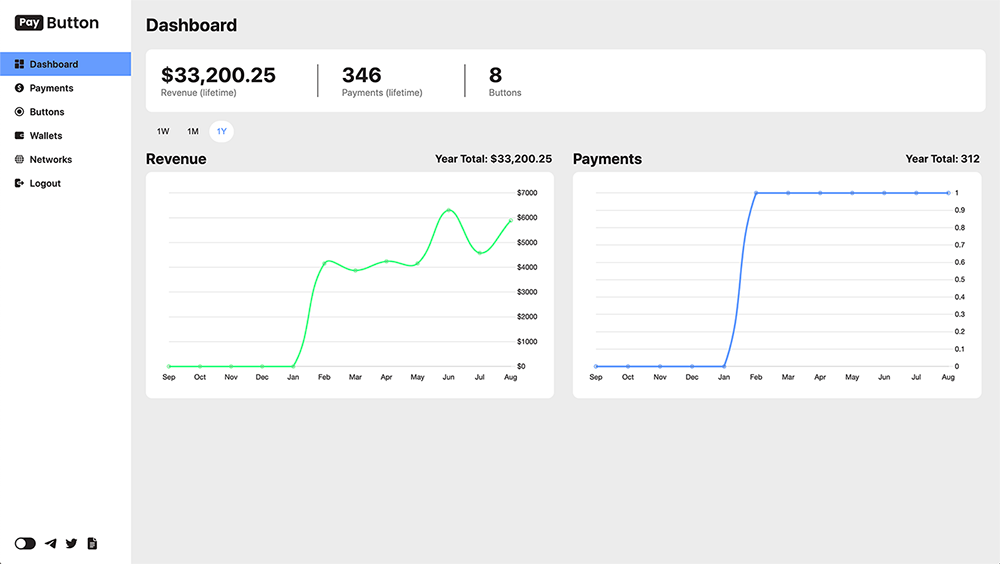 Pay Button
Dashboard
Payments
Buttons
Wallets
Networks
Logout
Dashboard
$33,200.25
Revenue (lifetime)
346
Payments (lifetime)
8
Buttons
1W 1M 1Y
Revenue Year Total: $33,200.25
$7000
$6000
$5000
$4000
$3000
$2000
$1000
$0
Sep Oct Nov Dec Jan Feb Mar Apr May Jun Jul Aug
Payments Year Total: 312
1
0.9
0.8
0.7
0.6
0.5
0.4
0.3
0.2
0.1
0
Sep Oct Nov Dec Jan Feb Mar Apr May Jun Jul Aug